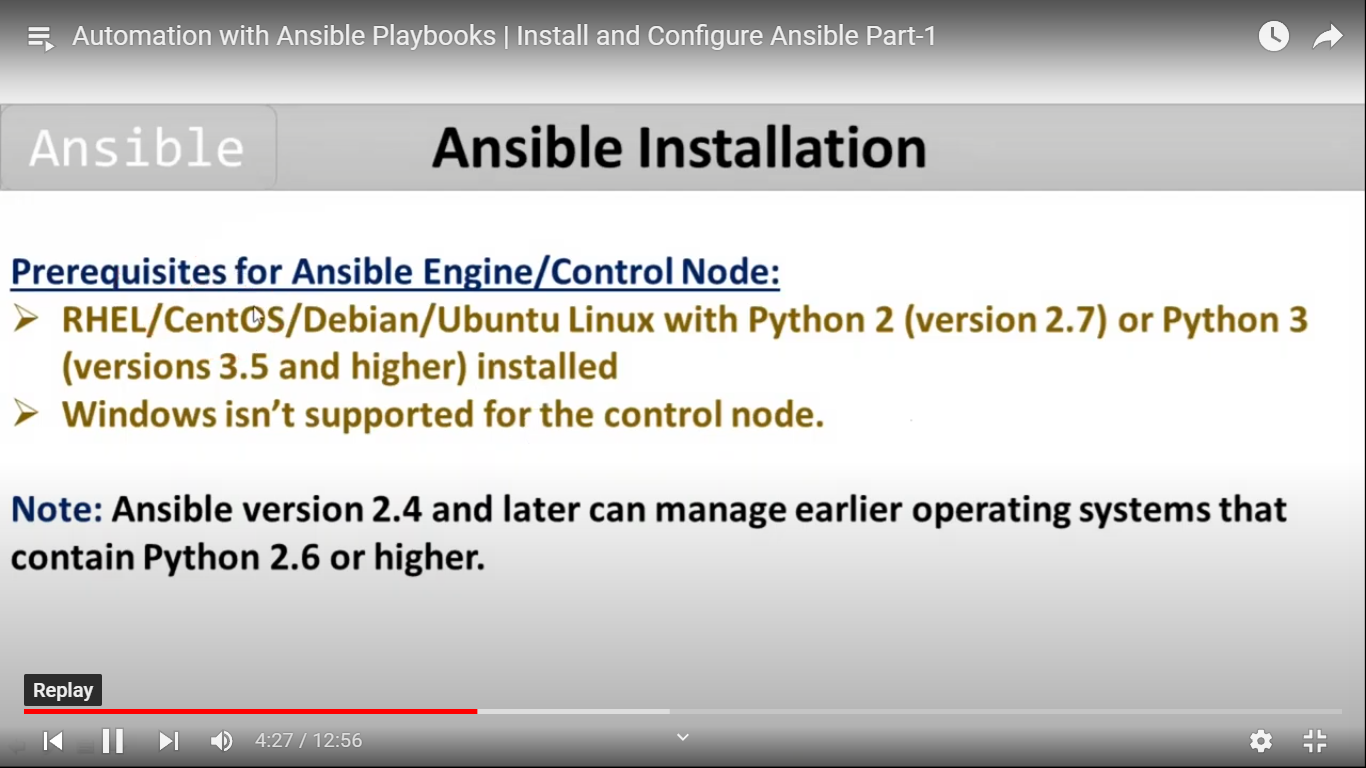 Automation with Ansible Playbooks | Install and Configure Ansible Part-1
Ansible
Ansible Installation
Prerequisites for Ansible Engine/Control Node:
RHEL/CentOS/Debian/Ubuntu Linux with Python 2 (version 2.7) or Python 3
(versions 3.5 and higher) installed
Windows isn't supported for the control node.
Note: Ansible version 2.4 and later can manage earlier operating systems that
contain Python 2.6 or higher.
Replay
4:27 / 12:56